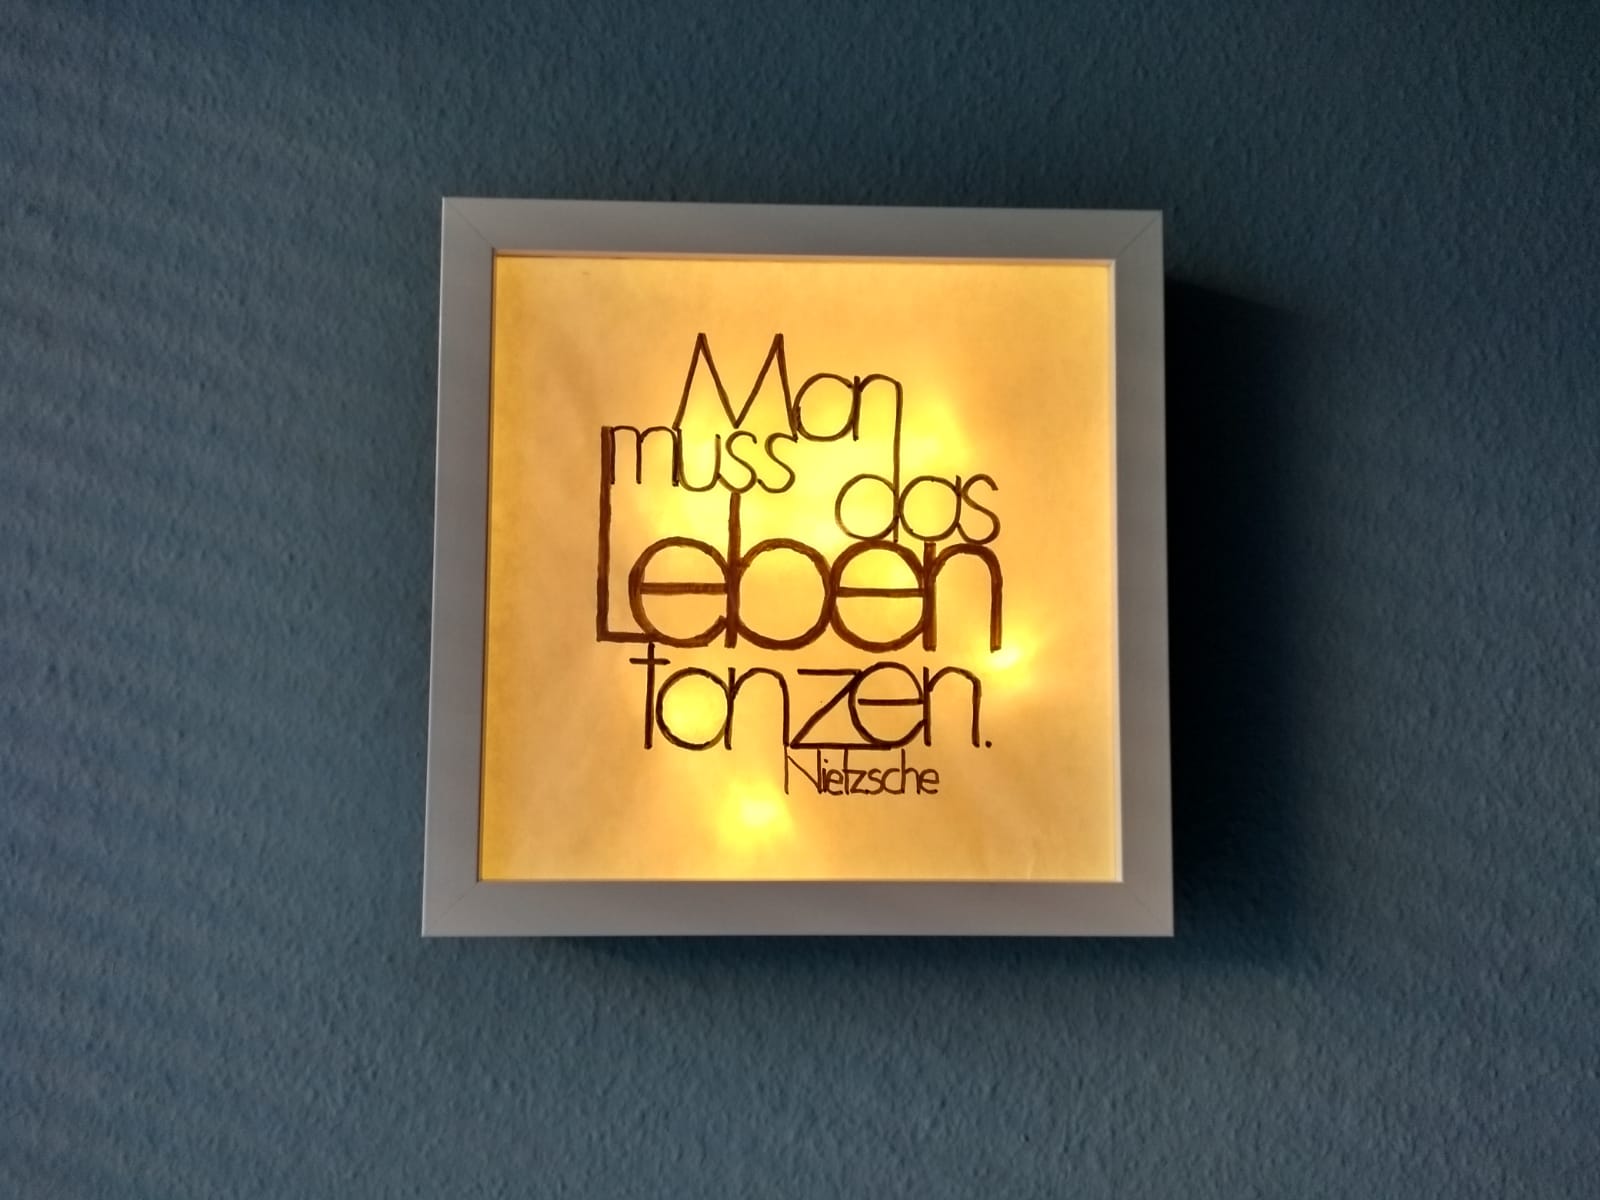 Man
muss
das
Leben
tanzen.
Nietzsche